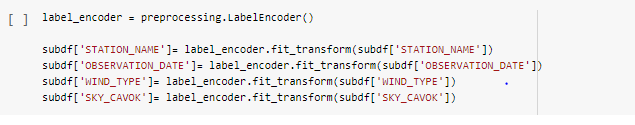 [ ] label_encoder = preprocessing.LabelEncoder()
subdf['STATION_NAME']= label_encoder.fit_transform(subdf['STATION_NAME'])
subdf['OBSERVATION_DATE']= label_encoder.fit_transform(subdf['OBSERVATION_DATE'])
subdf['WIND_TYPE']= label_encoder.fit_transform(subdf['WIND_TYPE'])
subdf['SKY_CAVOK']= label_encoder.fit_transform(subdf['SKY_CAVOK'])